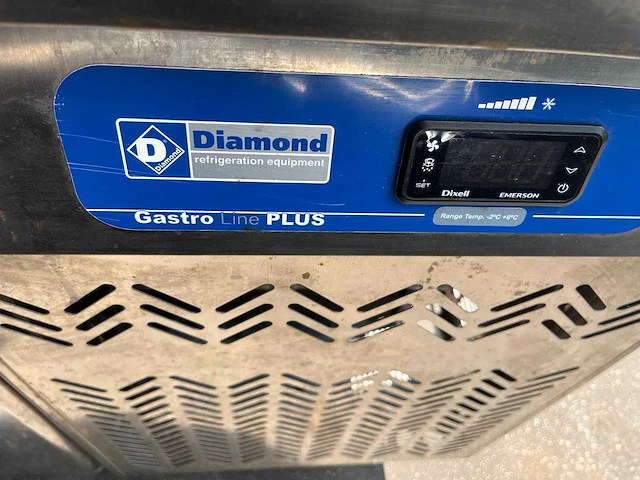 D
Diamond
Diamond
refrigeration equipment
SET
Dixell
EMERSON
Gastro Line PLUS
Range Temp. -2°C +8°C